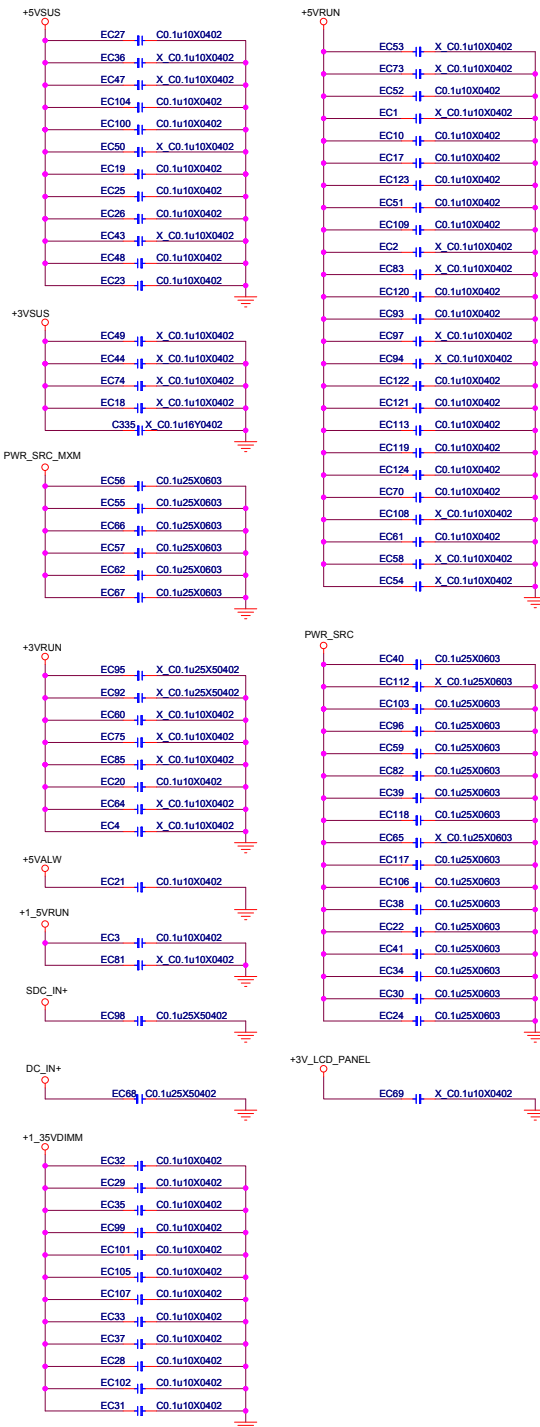 +5VSUS
EC27 C0.1u10X0402
EC36 X_C0.1u10X0402
EC47 X_C0.1u10X0402
EC104 C0.1u10X0402
EC100 C0.1u10X0402
EC50 X_C0.1u10X0402
EC19 C0.1u10X0402
EC25 C0.1u10X0402
EC26 C0.1u10X0402
EC43 X_C0.1u10X0402
EC48 C0.1u10X0402
EC23 C0.1u10X0402
+3VSUS
EC49 X_C0.1u10X0402
EC44 X_C0.1u10X0402
EC74 X_C0.1u10X0402
EC18 X_C0.1u10X0402
C335 X_C0.1u16Y0402
PWR_SRC_MXM
EC56 C0.1u25X0603
EC55 C0.1u25X0603
EC66 C0.1u25X0603
EC57 C0.1u25X0603
EC62 C0.1u25X0603
EC67 C0.1u25X0603
+3VRUN
EC95 X_C0.1u25X50402
EC92 X_C0.1u25X50402
EC60 X_C0.1u10X0402
EC75 X_C0.1u10X0402
EC85 X_C0.1u10X0402
EC20 C0.1u10X0402
EC64 X_C0.1u10X0402
EC4 X_C0.1u10X0402
+5VALW
EC21 C0.1u10X0402
+1_5VRUN
EC3 C0.1u10X0402
EC81 X_C0.1u10X0402
SDC_IN+
EC98 C0.1u25X50402
DC_IN+
EC68 C0.1u25X50402
+1_35VDIMM
EC32 C0.1u10X0402
EC29 C0.1u10X0402
EC35 C0.1u10X0402
EC99 C0.1u10X0402
EC101 C0.1u10X0402
EC105 C0.1u10X0402
EC107 C0.1u10X0402
EC33 C0.1u10X0402
EC37 C0.1u10X0402
EC28 C0.1u10X0402
EC102 C0.1u10X0402
EC31 C0.1u10X0402
+5VRUN
EC53 X_C0.1u10X0402
EC73 X_C0.1u10X0402
EC52 C0.1u10X0402
EC1 X_C0.1u10X0402
EC10 C0.1u10X0402
EC17 C0.1u10X0402
EC123 C0.1u10X0402
EC51 C0.1u10X0402
EC109 C0.1u10X0402
EC2 X_C0.1u10X0402
EC83 X_C0.1u10X0402
EC120 C0.1u10X0402
EC93 C0.1u10X0402
EC97 X_C0.1u10X0402
EC94 X_C0.1u10X0402
EC122 C0.1u10X0402
EC121 C0.1u10X0402
EC113 C0.1u10X0402
EC119 C0.1u10X0402
EC124 C0.1u10X0402
EC70 C0.1u10X0402
EC108 X_C0.1u10X0402
EC61 C0.1u10X0402
EC58 X_C0.1u10X0402
EC54 X_C0.1u10X0402
PWR_SRC
EC40 C0.1u25X0603
EC112 X_C0.1u25X0603
EC103 C0.1u25X0603
EC96 C0.1u25X0603
EC59 C0.1u25X0603
EC82 C0.1u25X0603
EC39 C0.1u25X0603
EC118 C0.1u25X0603
EC65 X_C0.1u25X0603
EC117 C0.1u25X0603
EC106 C0.1u25X0603
EC38 C0.1u25X0603
EC22 C0.1u25X0603
EC41 C0.1u25X0603
EC34 C0.1u25X0603
EC30 C0.1u25X0603
EC24 C0.1u25X0603
+3V_LCD_PANEL
EC69 X_C0.1u10X0402